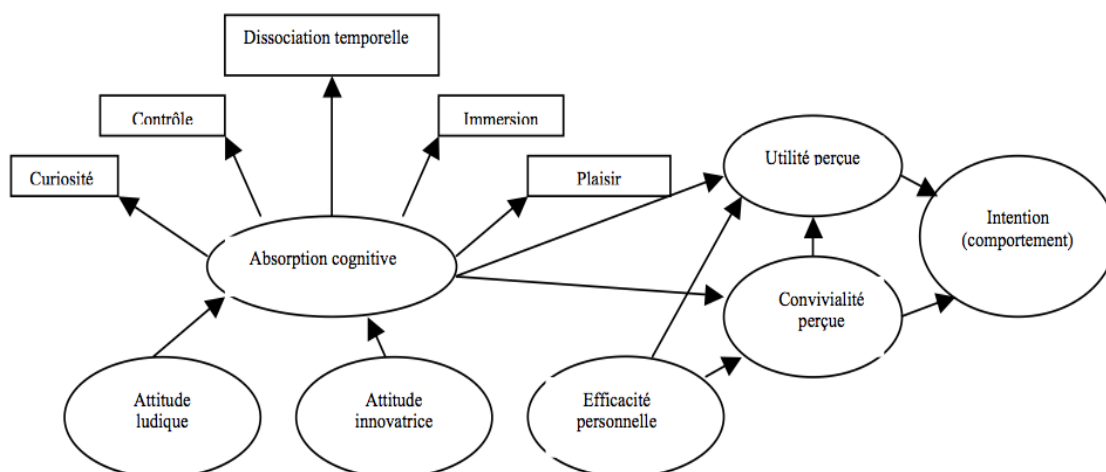 Dissociation temporelle
Contrôle
Immersion
Curiosité
Plaisir
Utilité perçue
Absorption cognitive
Intention
(comportement)
Convivialité
perçue
Attitude
ludique
Attitude
innovatrice
Efficacité
personnelle